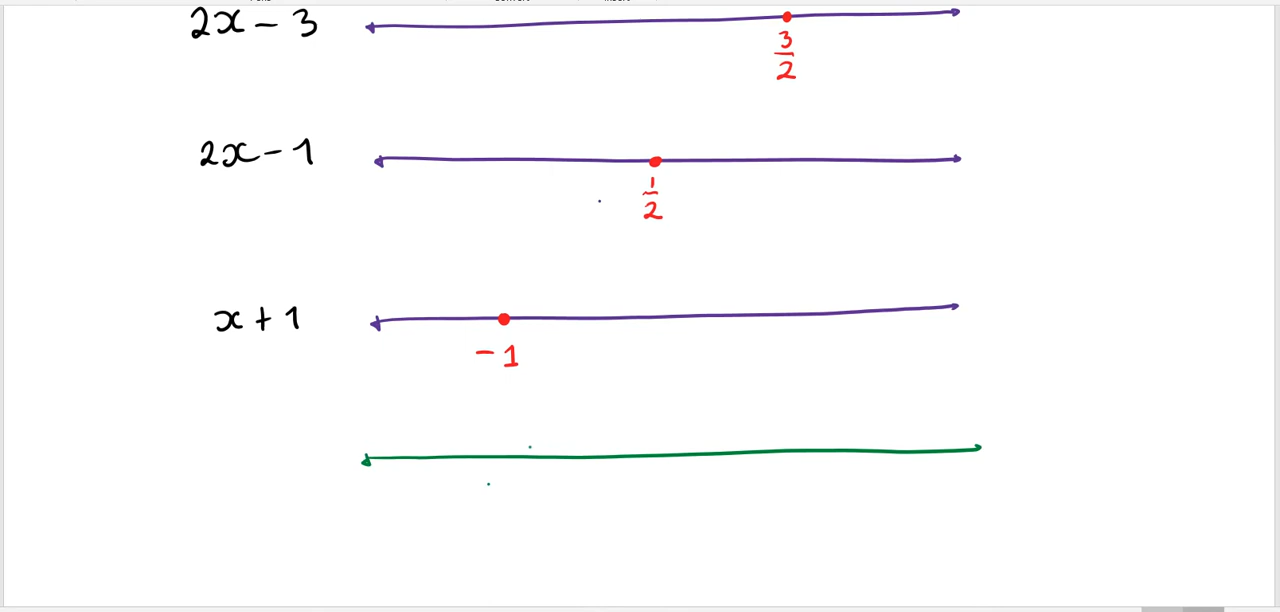 2x - 3
3/2
2x - 1
1/2
x + 1
-1